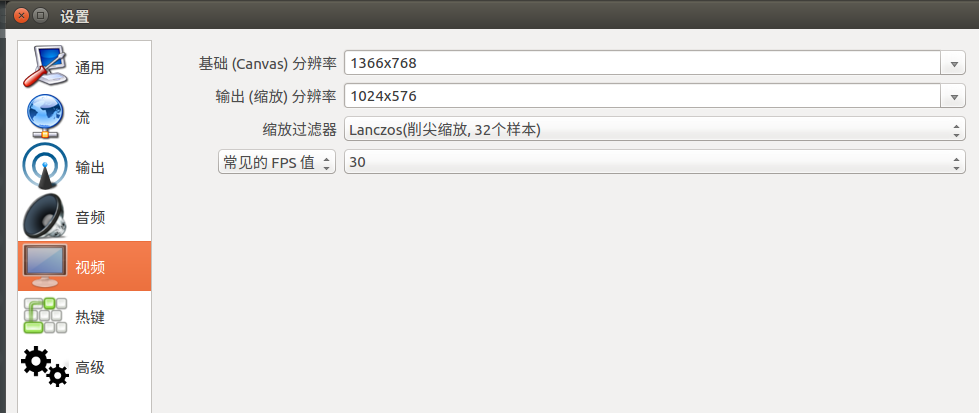 设置
通用
流
输出
音频
视频
热键
高级
基础 (Canvas) 分辨率 1366x768
输出 (缩放) 分辨率 1024x576
缩放过滤器 Lanczos(削尖缩放, 32个样本)
常见的 FPS 值 30